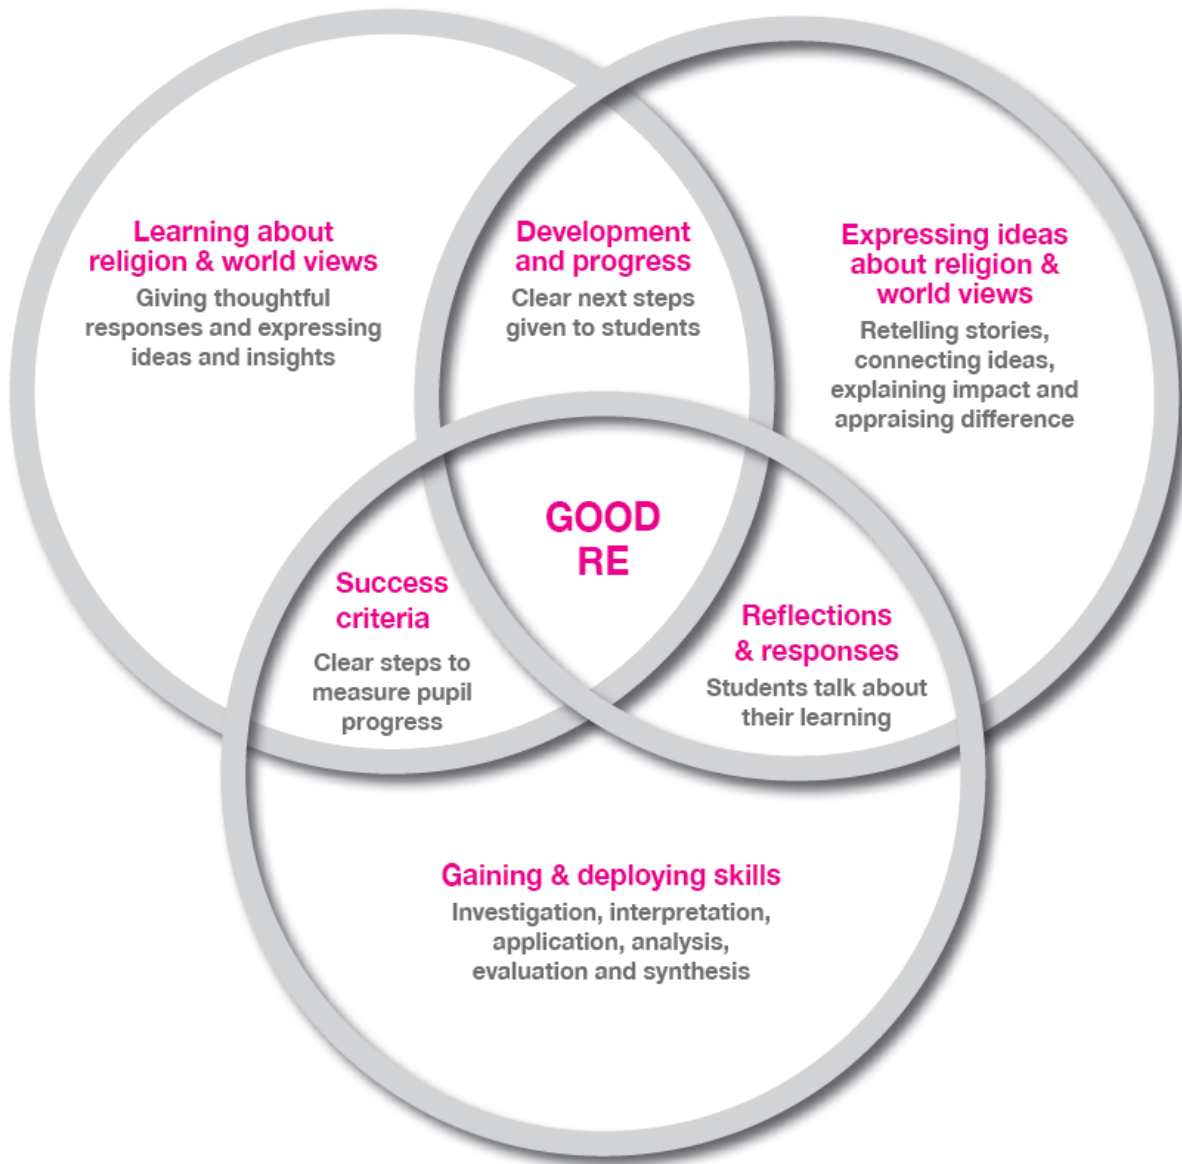 Learning about
religion & world views
Giving thoughtful
responses and expressing
ideas and insights
Development
and progress
Clear next steps
given to students
Expressing ideas
about religion &
world views
Retelling stories,
connecting ideas,
explaining impact and
appraising difference
GOOD
RE
Success
criteria
Clear steps to
measure pupil
progress
Reflections
& responses
Students talk about
their learning
Gaining & deploying skills
Investigation, interpretation,
application, analysis,
evaluation and synthesis